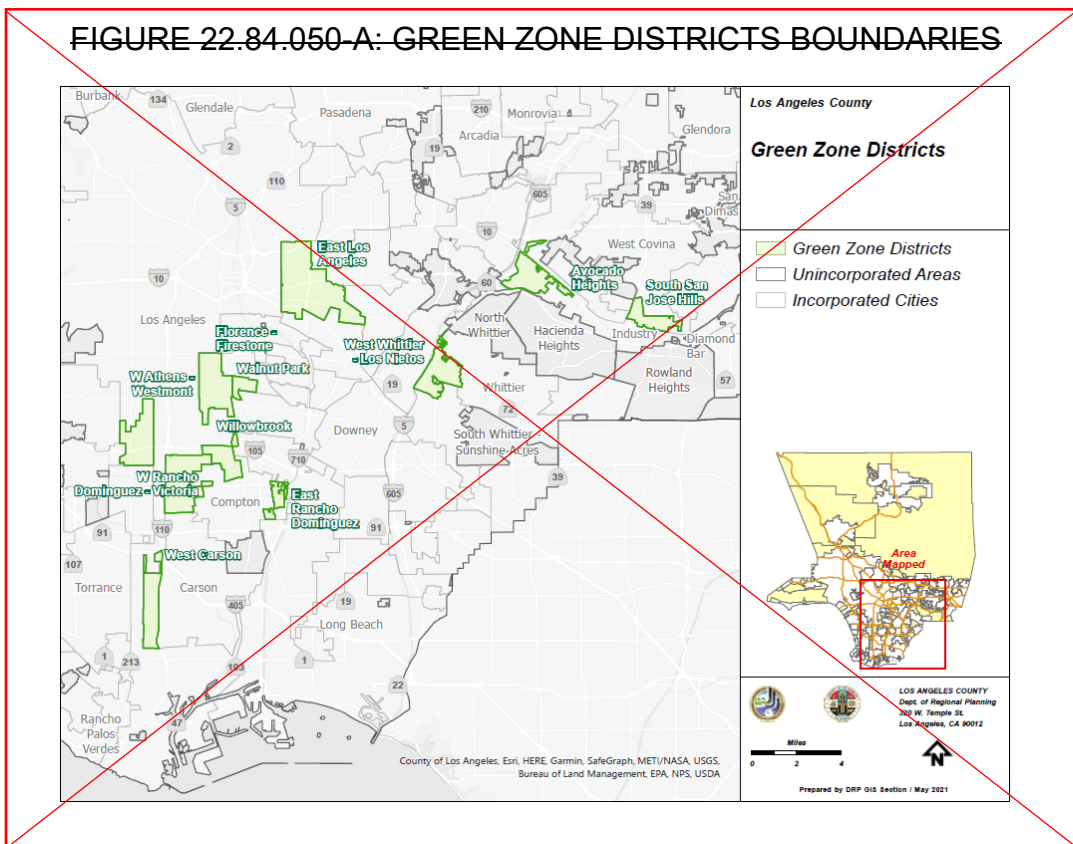 FIGURE 22.84.050-A: GREEN ZONE DISTRICTS BOUNDARIES
Burbank
134
Glendale
Pasadena
210
Monrovia
Glendora
Arcadia
19
2
110
605
39
San
Dimas
5
10
West Covina
East Los
Angeles
10
60
Avocado
Heights
South San
Jose Hills
Los Angeles
North
Whittier
Hacienda
Heights
Industry
Diamond
Bar
Florence -
Firestone
West Whittier
- Los Nietos
Walnut Park
Rowland
Heights
57
W Athens -
Westmont
19
Whittier
72
Willowbrook
Downey
5
South Whittier -
Sunshine Acres
105
710
39
W Rancho
Dominguez - Victoria
Compton
East
Rancho
Dominguez
605
91
110
91
107
West Carson
Torrance
Carson
405
19
Long Beach
1
213
103
1
22
47
Rancho
Palos
Verdes
County of Los Angeles, Esri, HERE, Garmin, SafeGraph, METI/NASA, USGS,
Bureau of Land Management, EPA, NPS, USDA
Los Angeles County
Green Zone Districts
Green Zone Districts
Unincorporated Areas
Incorporated Cities
Area
Mapped
LOS ANGELES COUNTY
Dept. of Regional Planning
320 W. Temple St.
Los Angeles, CA 90012
Miles
0 2 4
N
Prepared by DRP GIS Section / May 2021